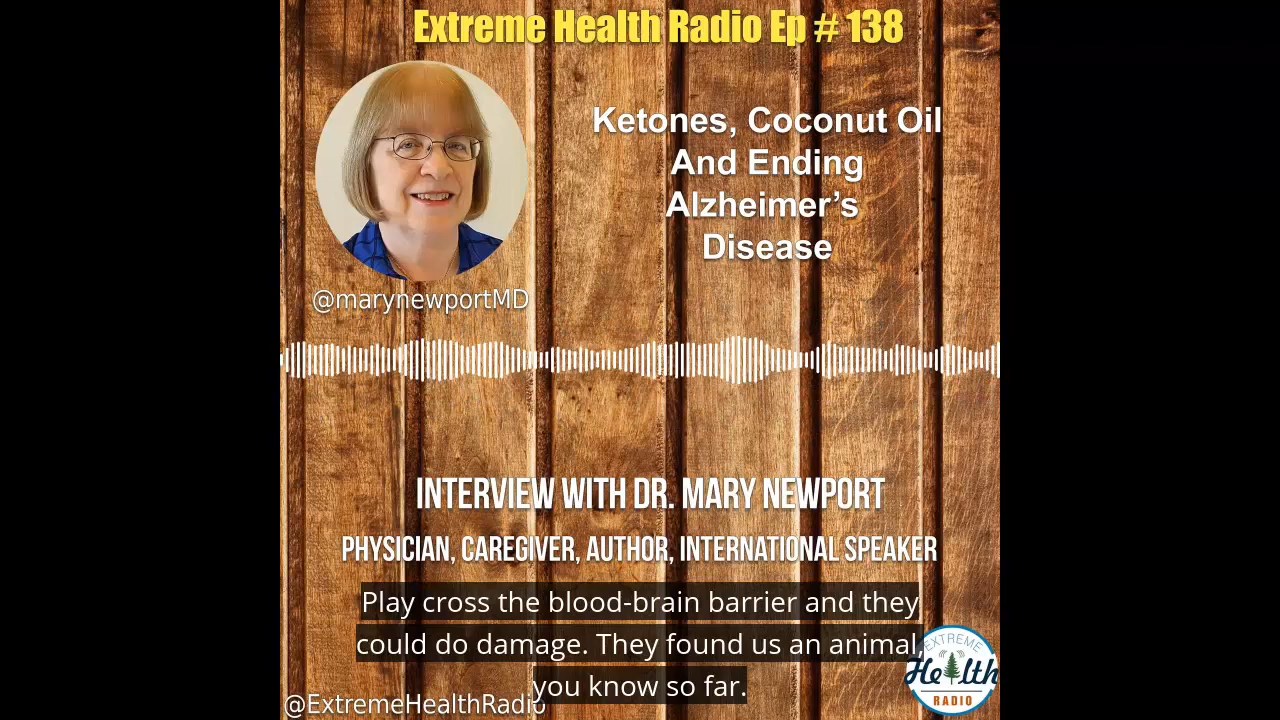 Extreme Health Radio Ep # 138
Ketones, Coconut Oil
And Ending
Alzheimer’s
Disease
@marynewportMD
INTERVIEW WITH DR. MARY NEWPORT
PHYSICIAN, CAREGIVER, AUTHOR, INTERNATIONAL SPEAKER
Play cross the blood-brain barrier and they
could do damage. They found us an animal,
you know so far.
EXTREME
Health
RADIO
@ExtremeHealthRadio